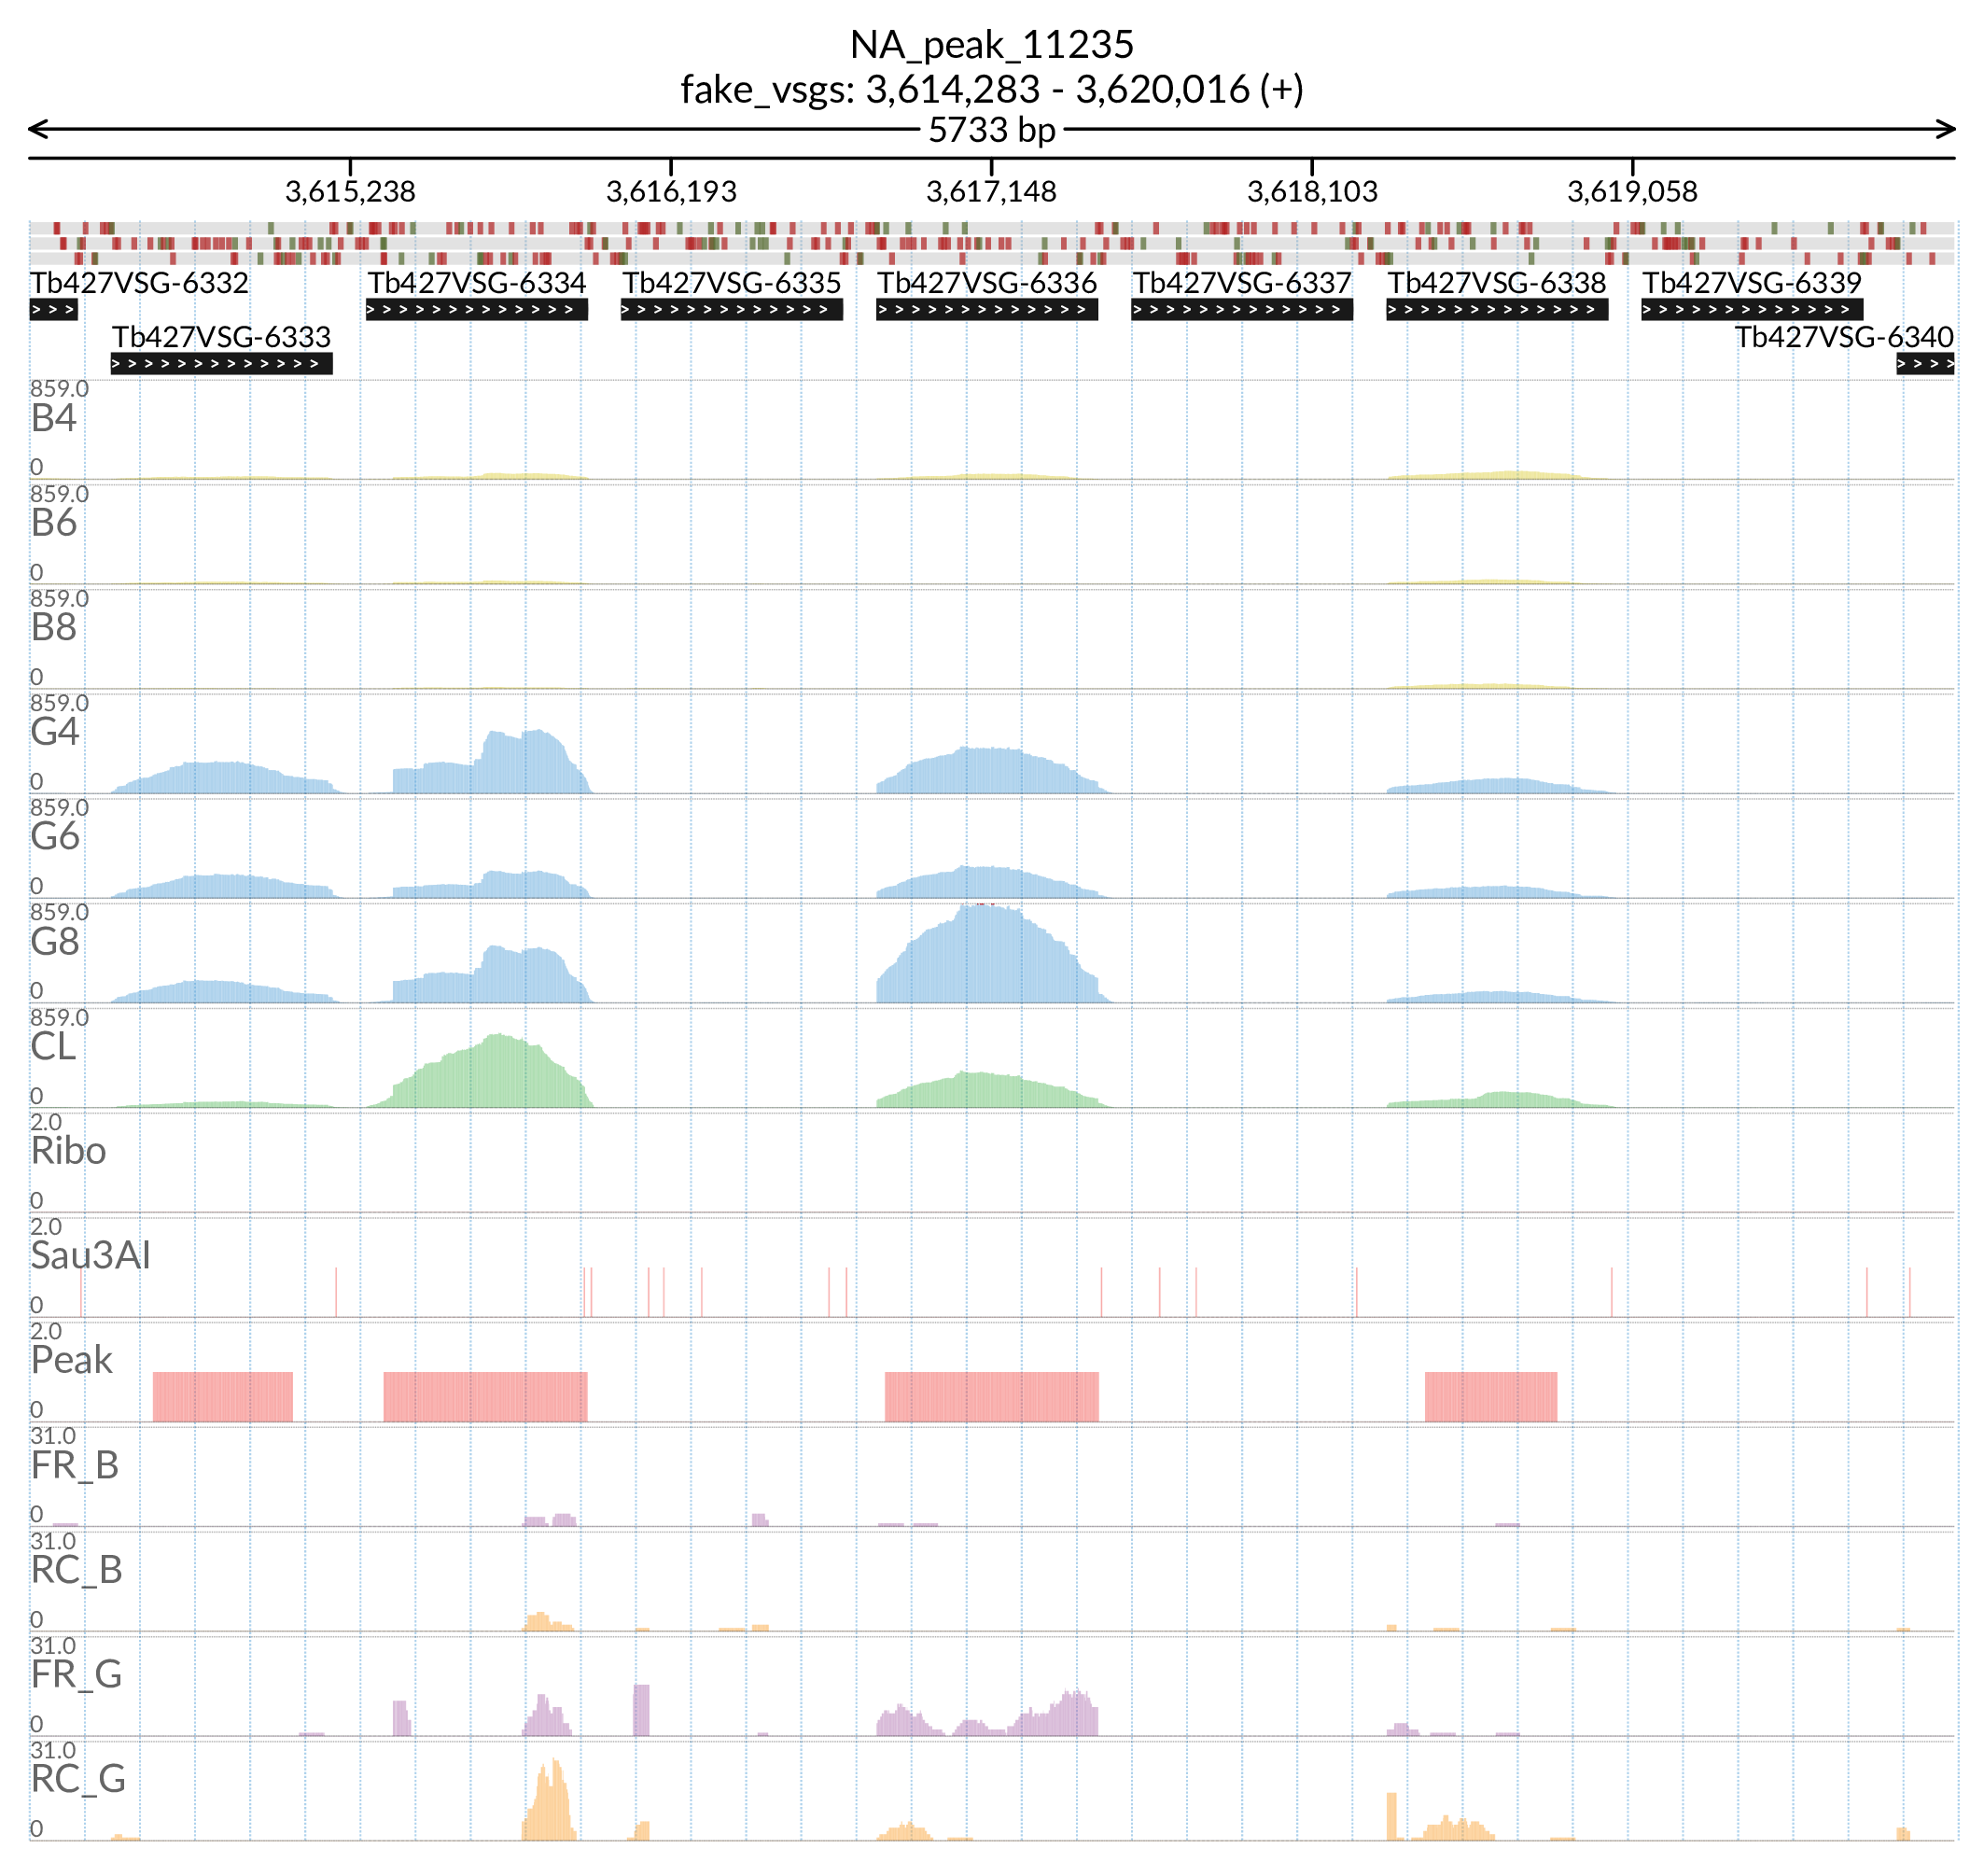 NA_peak_11235
fake_vsgs: 3,614,283 - 3,620,016 (+)
5733 bp
3,615,238 3,616,193 3,617,148 3,618,103 3,619,058
Tb427VSG-6332 Tb427VSG-6334 Tb427VSG-6335 Tb427VSG-6336 Tb427VSG-6337 Tb427VSG-6338 Tb427VSG-6339
Tb427VSG-6333 Tb427VSG-6340
859.0
B4
0
859.0
B6
0
859.0
B8
0
859.0
G4
0
859.0
G6
0
859.0
G8
0
859.0
CL
0
2.0
Ribo
0
2.0
Sau3AI
0
2.0
Peak
0
31.0
FR_B
0
31.0
RC_B
0
31.0
FR_G
0
31.0
RC_G
0